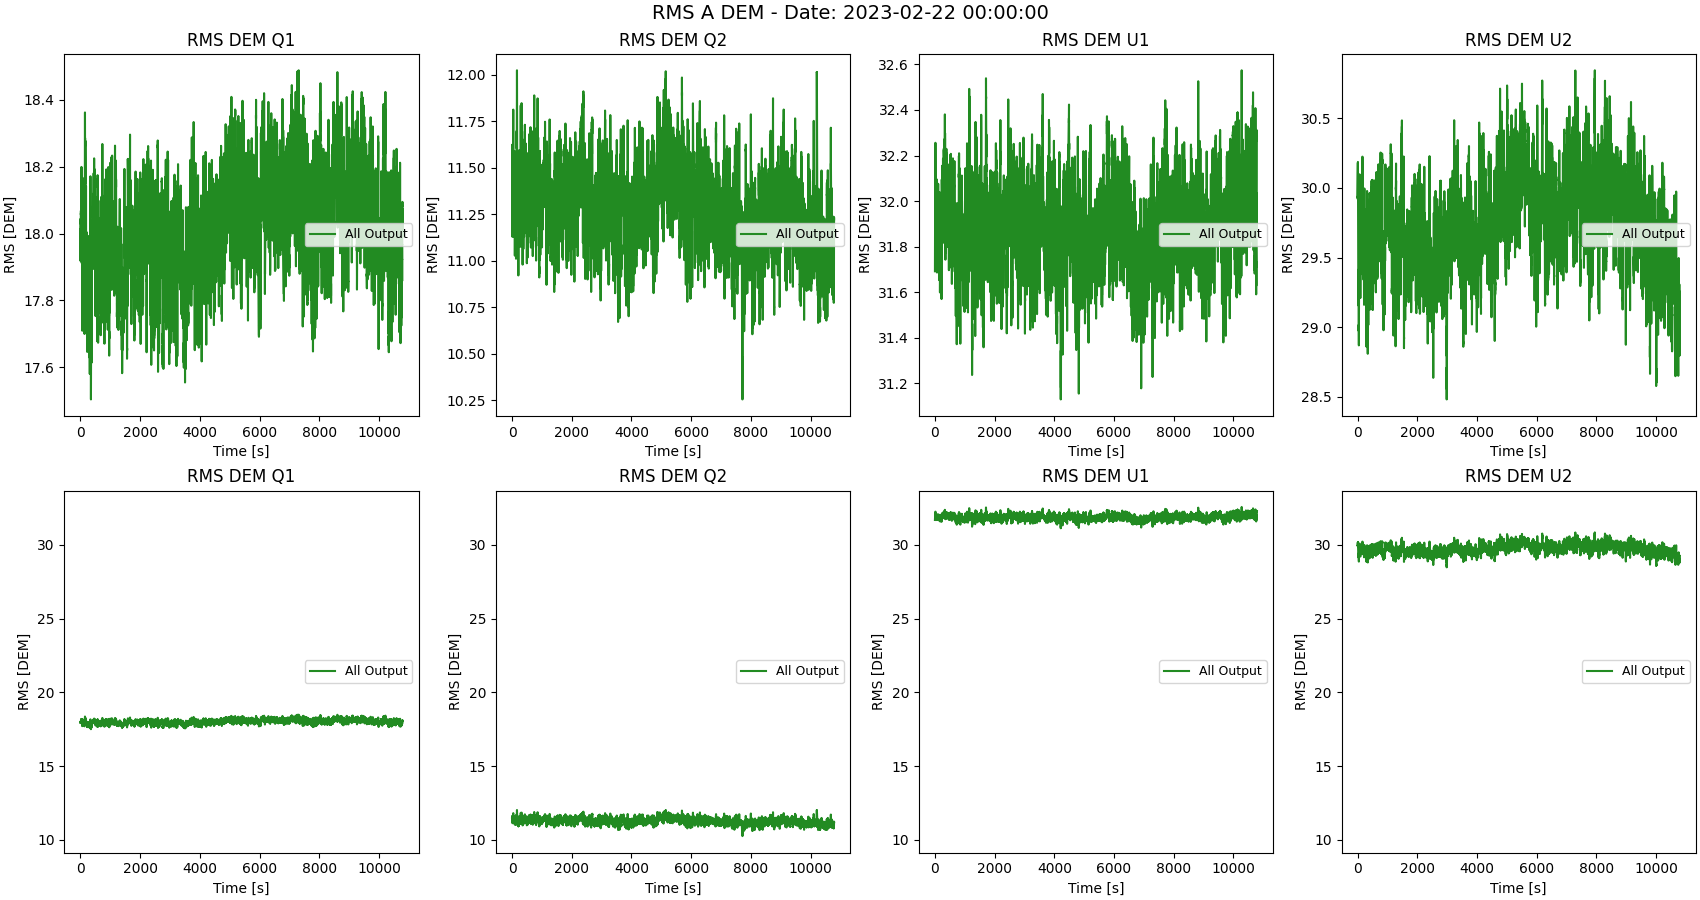 RMS A DEM - Date: 2023-02-22 00:00:00
RMS DEM Q1
RMS [DEM]
18.4
18.2
18.0
17.8
17.6
All Output
0 2000 4000 6000 8000 10000
Time [s]
RMS DEM Q2
RMS [DEM]
12.00
11.75
11.50
11.25
11.00
10.75
10.50
10.25
All Output
0 2000 4000 6000 8000 10000
Time [s]
RMS DEM U1
RMS [DEM]
32.6
32.4
32.2
32.0
31.8
31.6
31.4
31.2
All Output
0 2000 4000 6000 8000 10000
Time [s]
RMS DEM U2
RMS [DEM]
30.5
30.0
29.5
29.0
28.5
All Output
0 2000 4000 6000 8000 10000
Time [s]
RMS DEM Q1
RMS [DEM]
30
25
20
15
10
All Output
0 2000 4000 6000 8000 10000
Time [s]
RMS DEM Q2
RMS [DEM]
30
25
20
15
10
All Output
0 2000 4000 6000 8000 10000
Time [s]
RMS DEM U1
RMS [DEM]
30
25
20
15
10
All Output
0 2000 4000 6000 8000 10000
Time [s]
RMS DEM U2
RMS [DEM]
30
25
20
15
10
All Output
0 2000 4000 6000 8000 10000
Time [s]